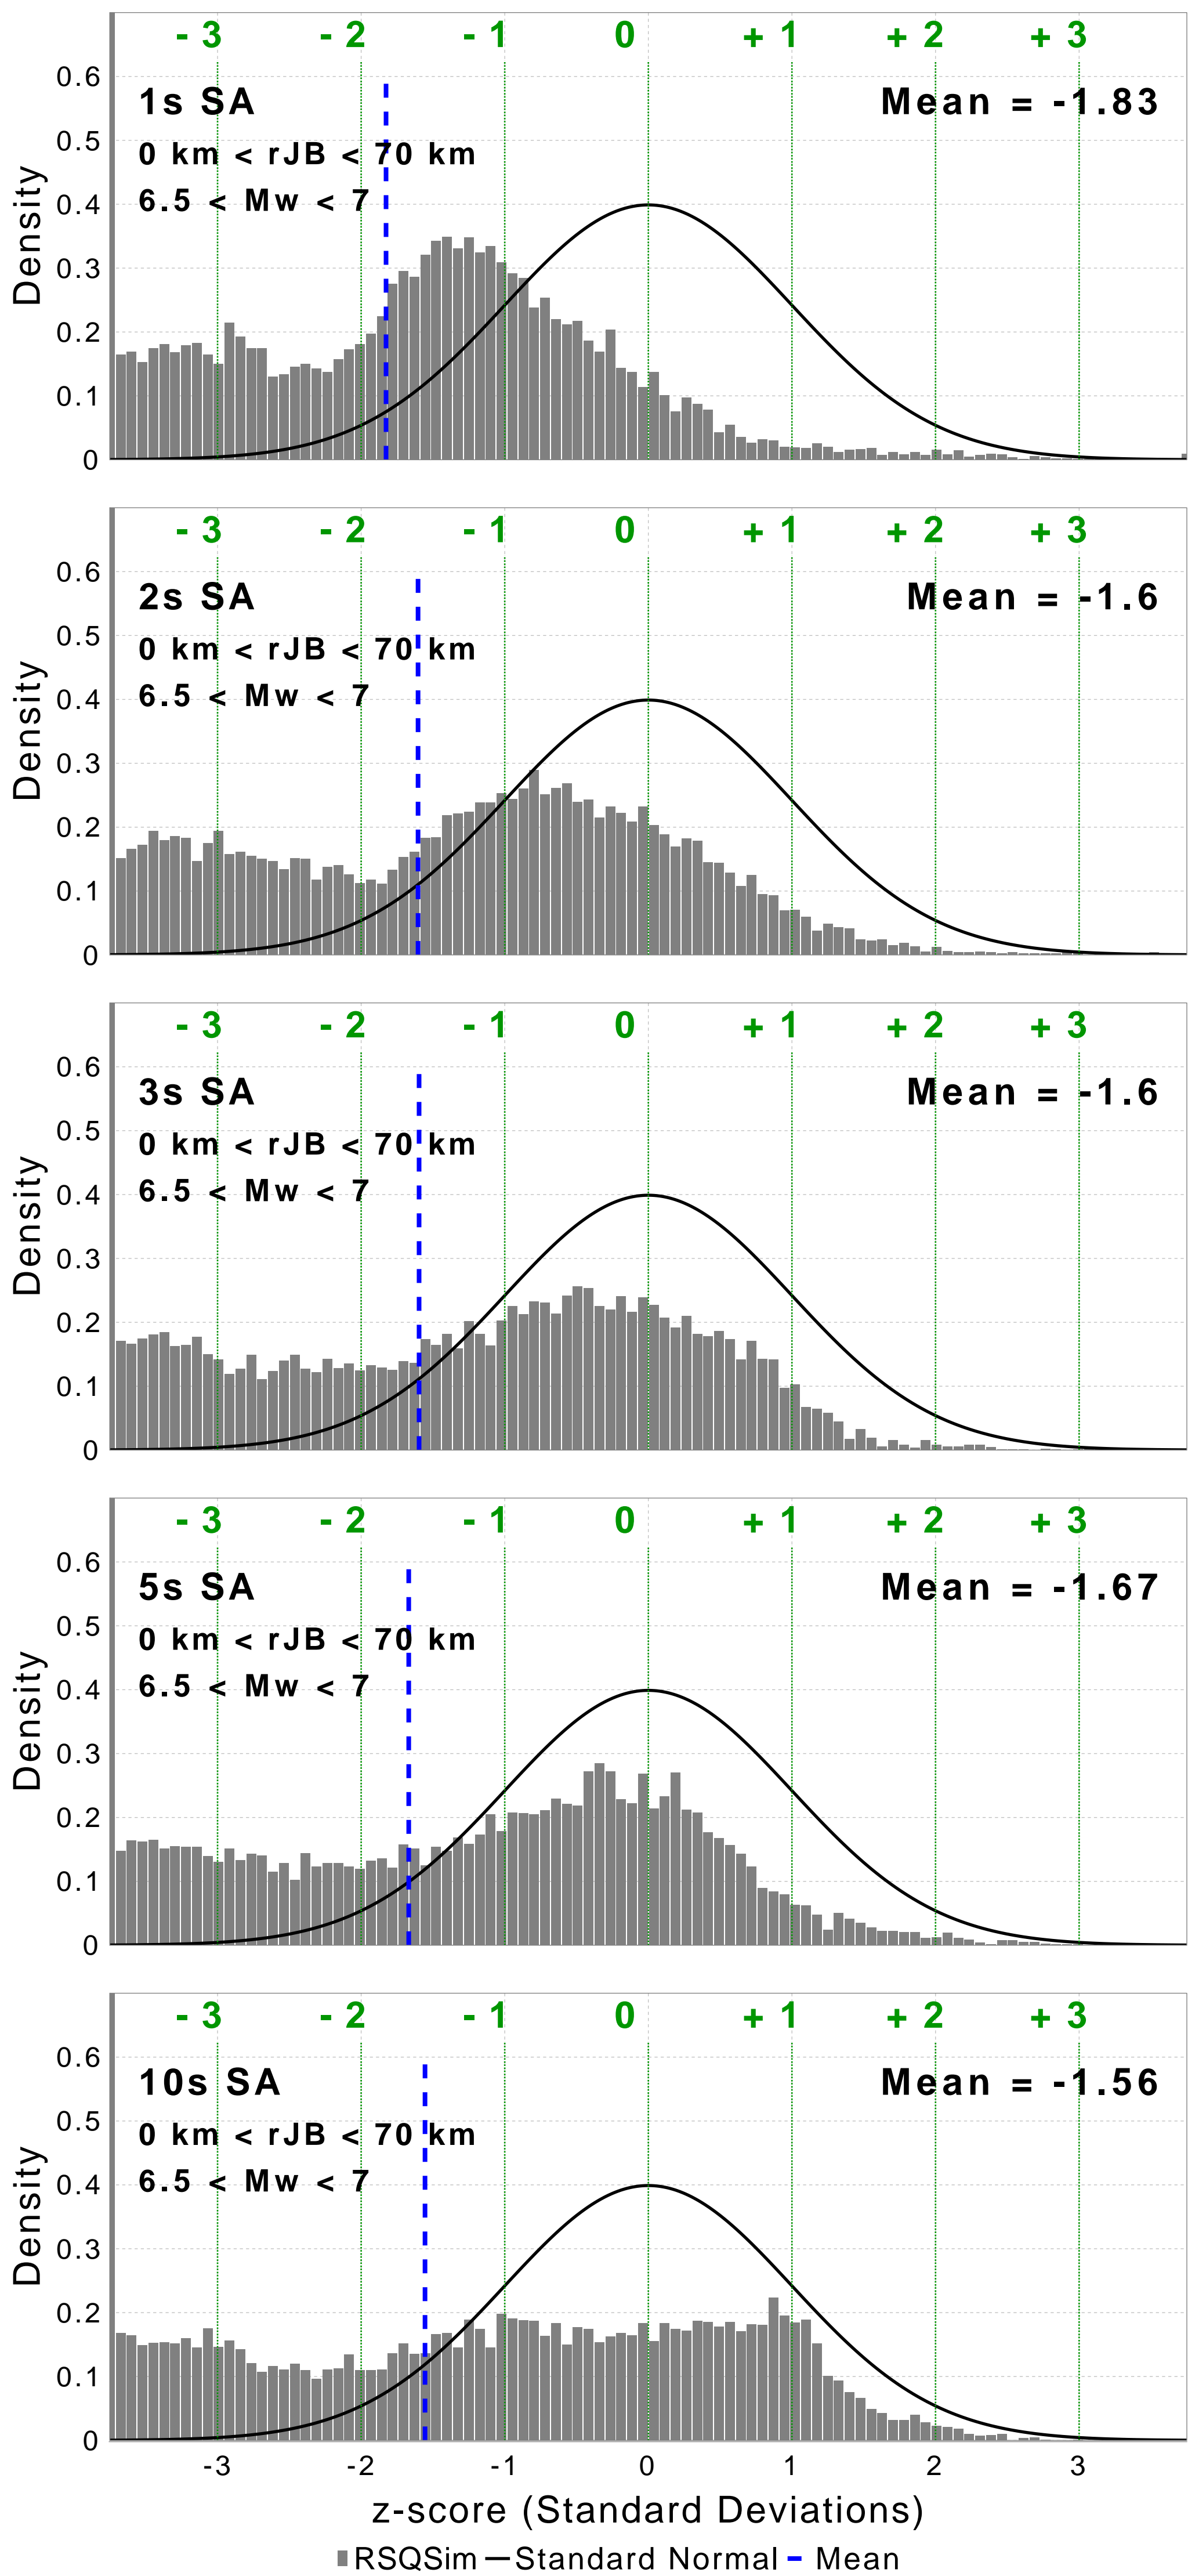 - 3 - 2 - 1 0 + 1 + 2 + 3
0.6
1s SA Mean = -1.83
0.5
0 km < rJB < 70 km
6.5 < Mw < 7
0.4
Density
0.3
0.2
0.1
0
- 3 - 2 - 1 0 + 1 + 2 + 3
0.6
2s SA Mean = -1.6
0.5
0 km < rJB < 70 km
6.5 < Mw < 7
0.4
Density
0.3
0.2
0.1
0
- 3 - 2 - 1 0 + 1 + 2 + 3
0.6
3s SA Mean = -1.6
0.5
0 km < rJB < 70 km
6.5 < Mw < 7
0.4
Density
0.3
0.2
0.1
0
- 3 - 2 - 1 0 + 1 + 2 + 3
0.6
5s SA Mean = -1.67
0.5
0 km < rJB < 70 km
6.5 < Mw < 7
0.4
Density
0.3
0.2
0.1
0
- 3 - 2 - 1 0 + 1 + 2 + 3
0.6
10s SA Mean = -1.56
0.5
0 km < rJB < 70 km
6.5 < Mw < 7
0.4
Density
0.3
0.2
0.1
0
-3 -2 -1 0 1 2 3
z-score (Standard Deviations)
RSQSim Standard Normal Mean